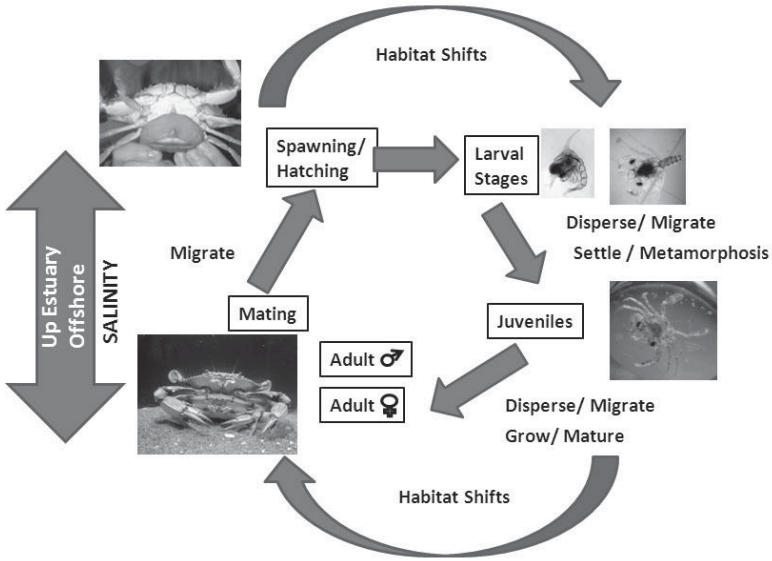 Habitat Shifts
Spawning/
Hatching
Larval
Stages
Disperse/ Migrate
Settle / Metamorphosis
Migrate
Up Estuary
Offshore
SALINITY
Mating
Juveniles
Adult ♂
Adult ♀
Disperse/ Migrate
Grow/ Mature
Habitat Shifts